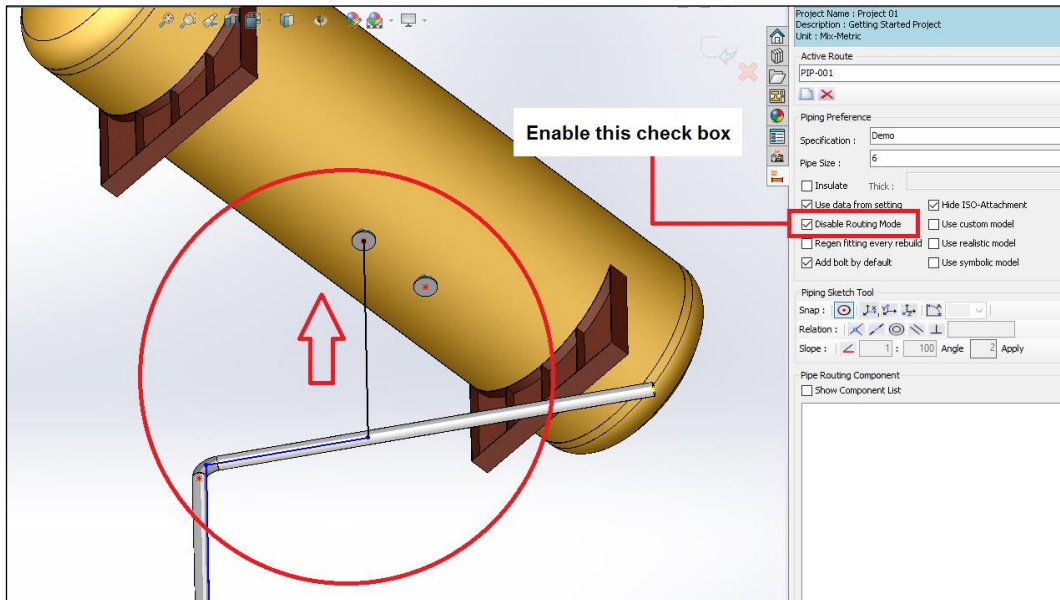 Project Name : Project 01
Description : Getting Started Project
Unit : Mix-Metric
Active Route
PIP-001
Enable this check box
Piping Preference
Specification : Demo
Pipe Size : 6
Insulate Thick :
Use data from setting Hide ISO-Attachment
Disable Routing Mode Use custom model
Regen fitting every rebuild Use realistic model
Add bolt by default Use symbolic model
Piping Sketch Tool
Snap :
Relation :
Slope : 1 : 100 Angle 2 Apply
Pipe Routing Component
Show Component List